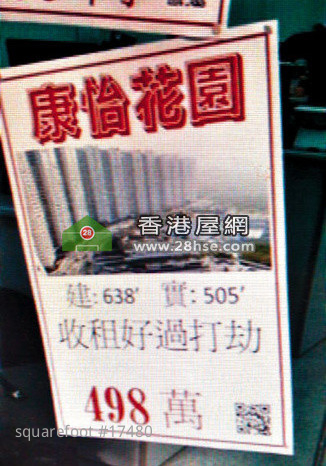 康怡花園
28
香港屋網
www.28hse.com
建: 638' 實: 505'
收租好過打劫
498 萬
squarefoot #17480